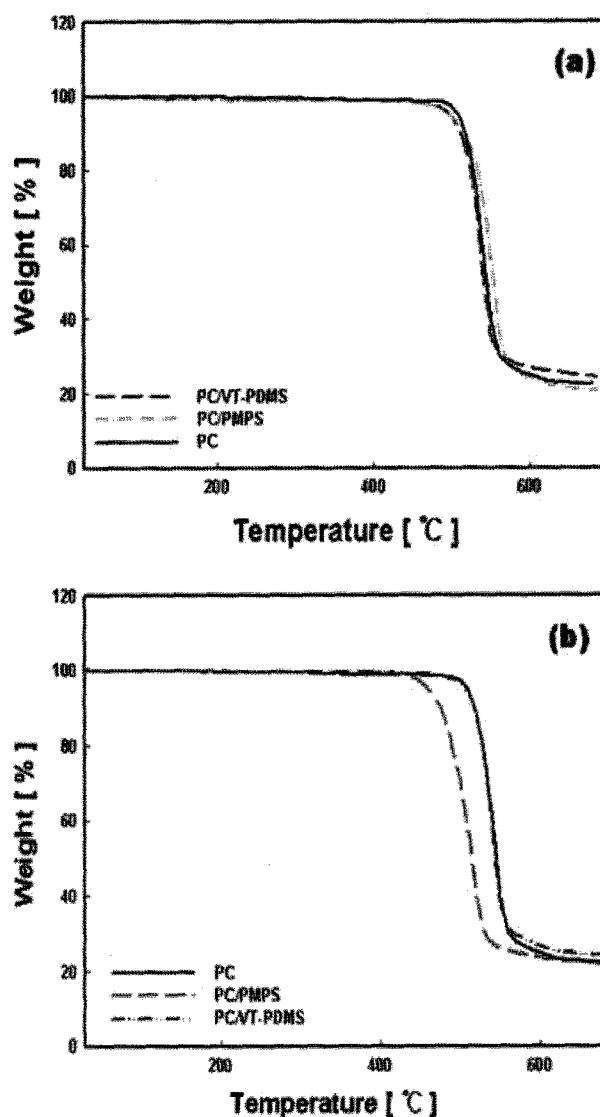 120
(a)
100
80
60
40
20
0
Weight [ % ]
PC/VT-PDMS
PC/PMPS
PC
200
400
600
Temperature [ ℃ ]
120
(b)
100
80
60
40
20
0
Weight [ % ]
PC
PC/PMPS
PC/VT-PDMS
200
400
600
Temperature [ ℃ ]